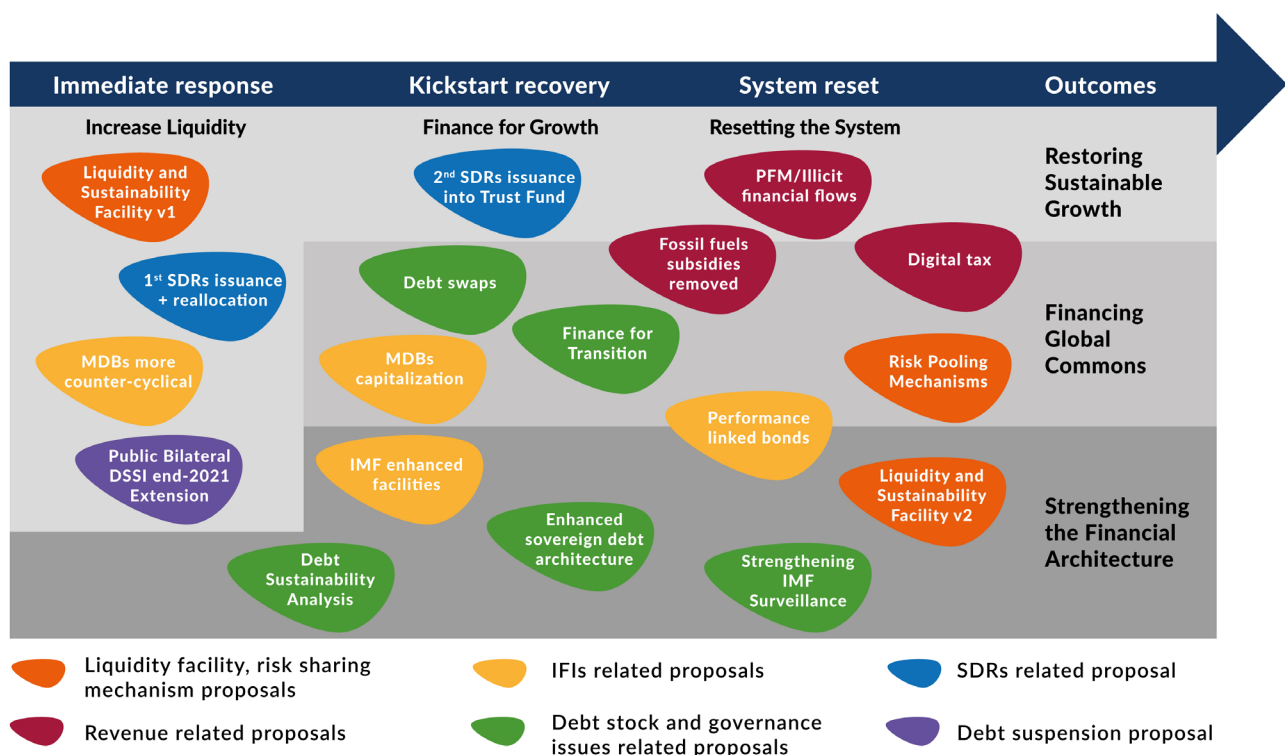 Immediate response
Kickstart recovery
System reset
Outcomes
Increase Liquidity
Finance for Growth
Resetting the System
Liquidity and
Sustainability
Facility v1
2nd SDRs issuance
into Trust Fund
PFM/Illicit
financial flows
Restoring
Sustainable
Growth
1st SDRs issuance
+ reallocation
Debt swaps
Fossil fuels
subsidies
removed
Digital tax
Finance for
Transition
Financing
Global
Commons
MDBs more
counter-cyclical
MDBs
capitalization
Risk Pooling
Mechanisms
Performance
linked bonds
Public Bilateral
DSSI end-2021
Extension
IMF enhanced
facilities
Liquidity and
Sustainability
Facility v2
Strengthening
the Financial
Architecture
Enhanced
sovereign debt
architecture
Debt
Sustainability
Analysis
Strengthening
IMF
Surveillance
Liquidity facility, risk sharing
mechanism proposals
IFIs related proposals
SDRs related proposal
Revenue related proposals
Debt stock and governance
issues related proposals
Debt suspension proposal